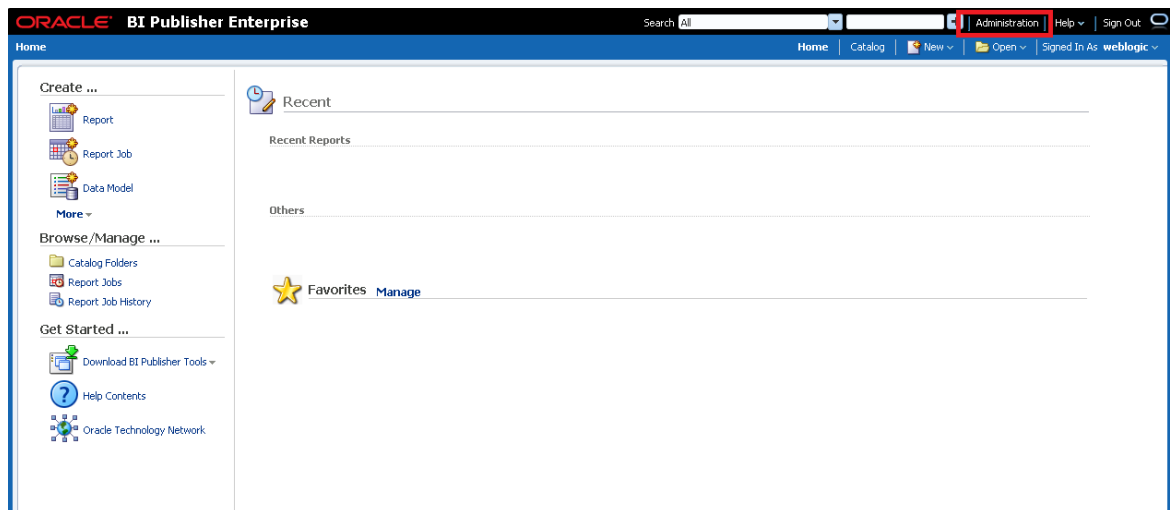 ORACLE BI Publisher Enterprise
Search All
Administration Help Sign Out
Home
Home Catalog New Open Signed In As weblogic
Create ...
Report
Report Job
Data Model
More
Browse/Manage ...
Catalog Folders
Report Jobs
Report Job History
Get Started ...
Download BI Publisher Tools
Help Contents
Oracle Technology Network
Recent
Recent Reports
Others
Favorites Manage